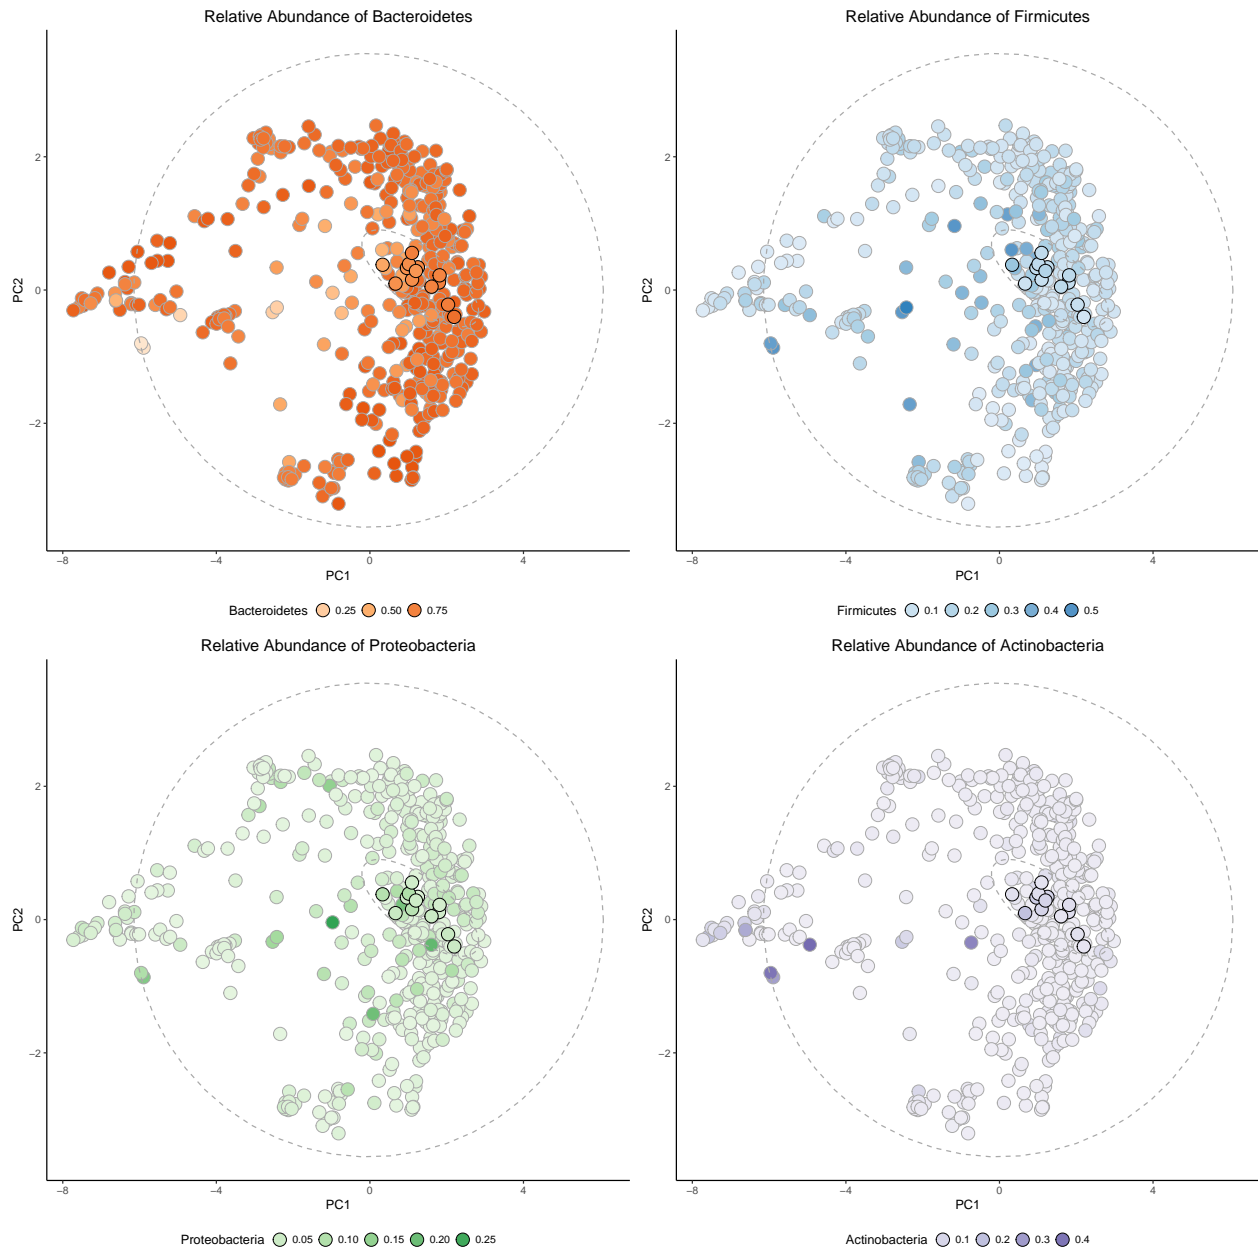 Relative Abundance of Bacteroidetes
PC2
2
0
−2
−8
−4
0
4
PC1
Bacteroidetes 0.25 0.50 0.75
Relative Abundance of Firmicutes
PC2
2
0
−2
−8
−4
0
4
PC1
Firmicutes 0.1 0.2 0.3 0.4 0.5
Relative Abundance of Proteobacteria
PC2
2
0
−2
−8
−4
0
4
PC1
Proteobacteria 0.05 0.10 0.15 0.20 0.25
Relative Abundance of Actinobacteria
PC2
2
0
−2
−8
−4
0
4
PC1
Actinobacteria 0.1 0.2 0.3 0.4